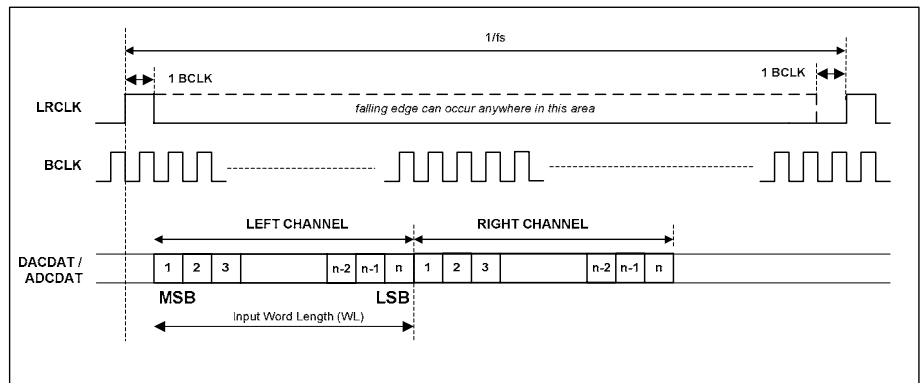 1/fs
1 BCLK
1 BCLK
LRCLK
falling edge can occur anywhere in this area
BCLK
LEFT CHANNEL
RIGHT CHANNEL
DACDAT /
ADCDAT
1 2 3 n-2 n-1 n 1 2 3 n-2 n-1 n
MSB
LSB
Input Word Length (WL)